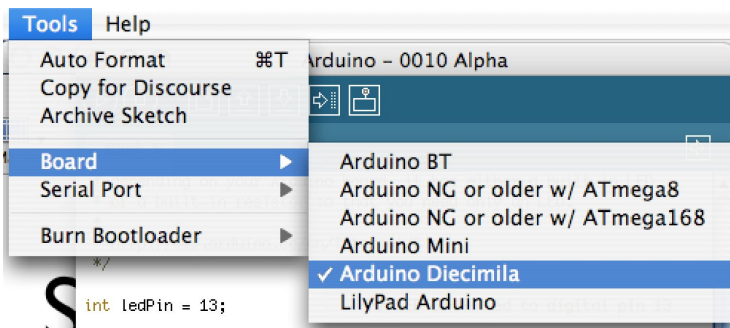 Tools Help
Auto Format ⌘T
Arduino – 0010 Alpha
Copy for Discourse
Archive Sketch
Board
Serial Port
Burn Bootloader
Arduino BT
Arduino NG or older w/ ATmega8
Arduino NG or older w/ ATmega168
Arduino Mini
✓ Arduino Diecimila
LilyPad Arduino
*/
int ledPin = 13;